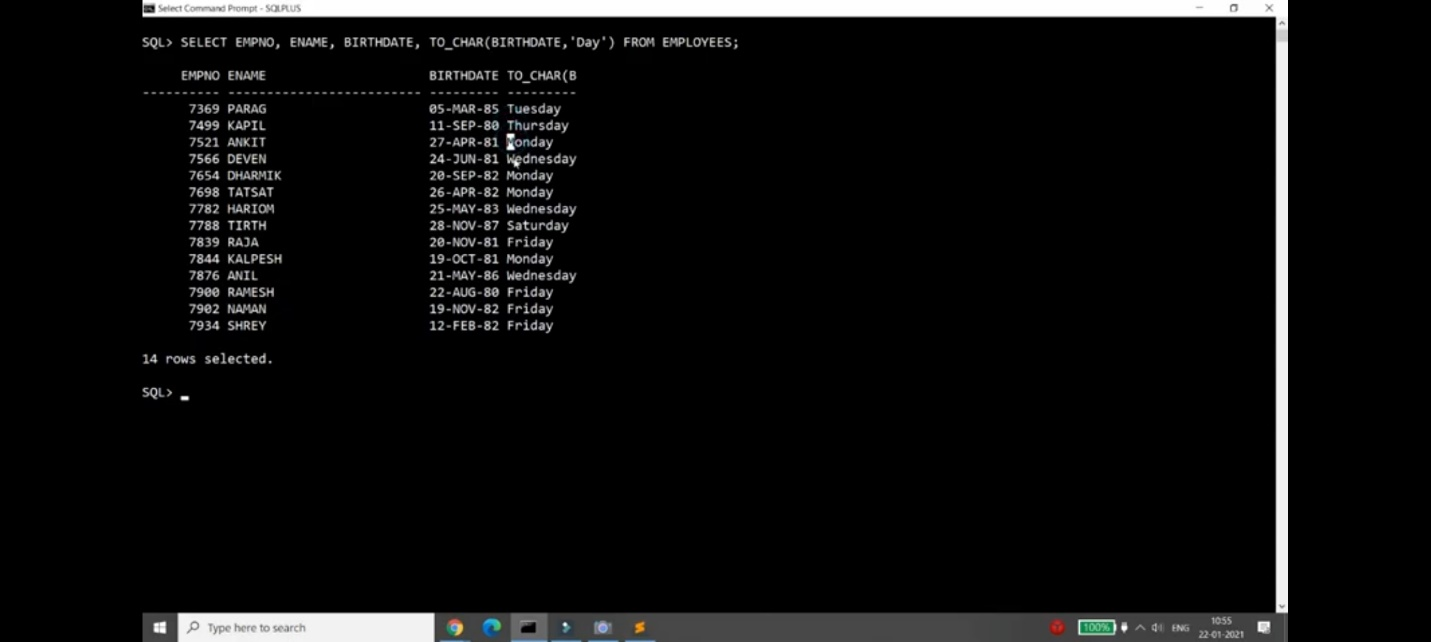 Select Command Prompt - SQLPLUS
SQL> SELECT EMPNO, ENAME, BIRTHDATE, TO_CHAR(BIRTHDATE,'Day') FROM EMPLOYEES;
EMPNO ENAME BIRTHDATE TO_CHAR(B
---------- ------------------------- --------- ---------
7369 PARAG 05-MAR-85 Tuesday
7499 KAPIL 11-SEP-80 Thursday
7521 ANKIT 27-APR-81 Monday
7566 DEVEN 24-JUN-81 Wednesday
7654 DHARMIK 20-SEP-82 Monday
7698 TATSAT 26-APR-82 Monday
7782 HARIOM 25-MAY-83 Wednesday
7788 TIRTH 28-NOV-87 Saturday
7839 RAJA 20-NOV-81 Friday
7844 KALPESH 19-OCT-81 Monday
7876 ANIL 21-MAY-86 Wednesday
7900 RAMESH 22-AUG-80 Friday
7902 NAMAN 19-NOV-82 Friday
7934 SHREY 12-FEB-82 Friday
14 rows selected.
SQL>
Type here to search
100%
ENG
10:55
22-01-2021